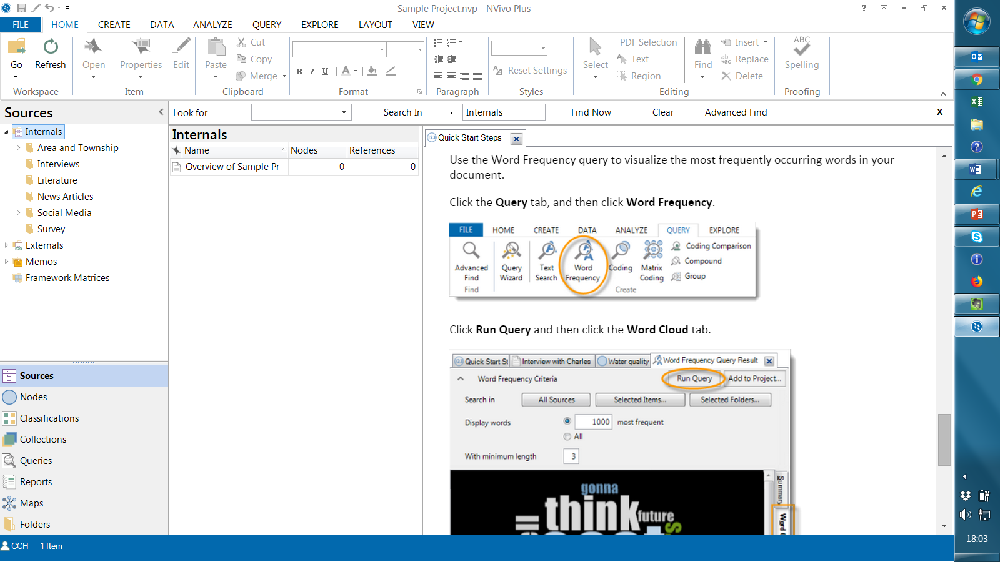 Sample Project.nvp - NVivo Plus
FILE HOME CREATE DATA ANALYZE QUERY EXPLORE LAYOUT VIEW
Go Refresh Open Properties Edit Paste Cut Copy Merge
B I U A
Reset Settings
Select PDF Selection Text Region
Find Insert Replace Delete
ABC Spelling
Workspace Item Clipboard Format Paragraph Styles Editing Proofing
Sources
Look for Search In Internals Find Now Clear Advanced Find X
Internals
Area and Township
Interviews
Literature
News Articles
Social Media
Survey
Externals
Memos
Framework Matrices
Internals
Name Nodes References
Overview of Sample Pr 0 0
Quick Start Steps
Use the Word Frequency query to visualize the most frequently occurring words in your
document.
Click the Query tab, and then click Word Frequency.
FILE HOME CREATE DATA ANALYZE QUERY EXPLORE
Advanced Find
Query Wizard
Text Search
Word Frequency
Coding
Matrix Coding
Coding Comparison
Compound
Group
Find Create
Click Run Query and then click the Word Cloud tab.
Quick Start St Interview with Charles Water quality Word Frequency Query Result
Word Frequency Criteria Run Query Add to Project...
Search in All Sources Selected Items... Selected Folders...
Display words 1000 most frequent
All
With minimum length 3
Summary
gonna
think
future
Sources
Nodes
Classifications
Collections
Queries
Reports
Maps
Folders
CCH 1 Item
18:03